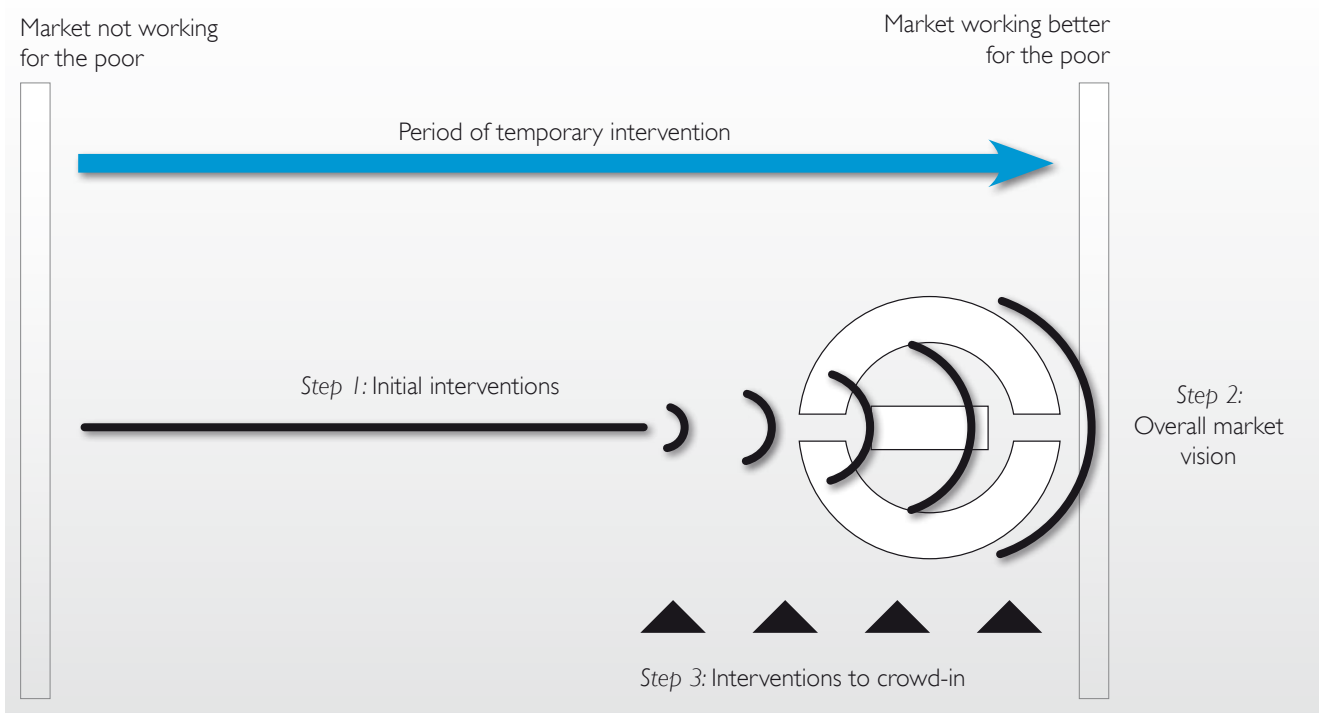 Market not working
for the poor
Market working better
for the poor
Period of temporary intervention
Step 1: Initial interventions
Step 2:
Overall market
vision
Step 3: Interventions to crowd-in